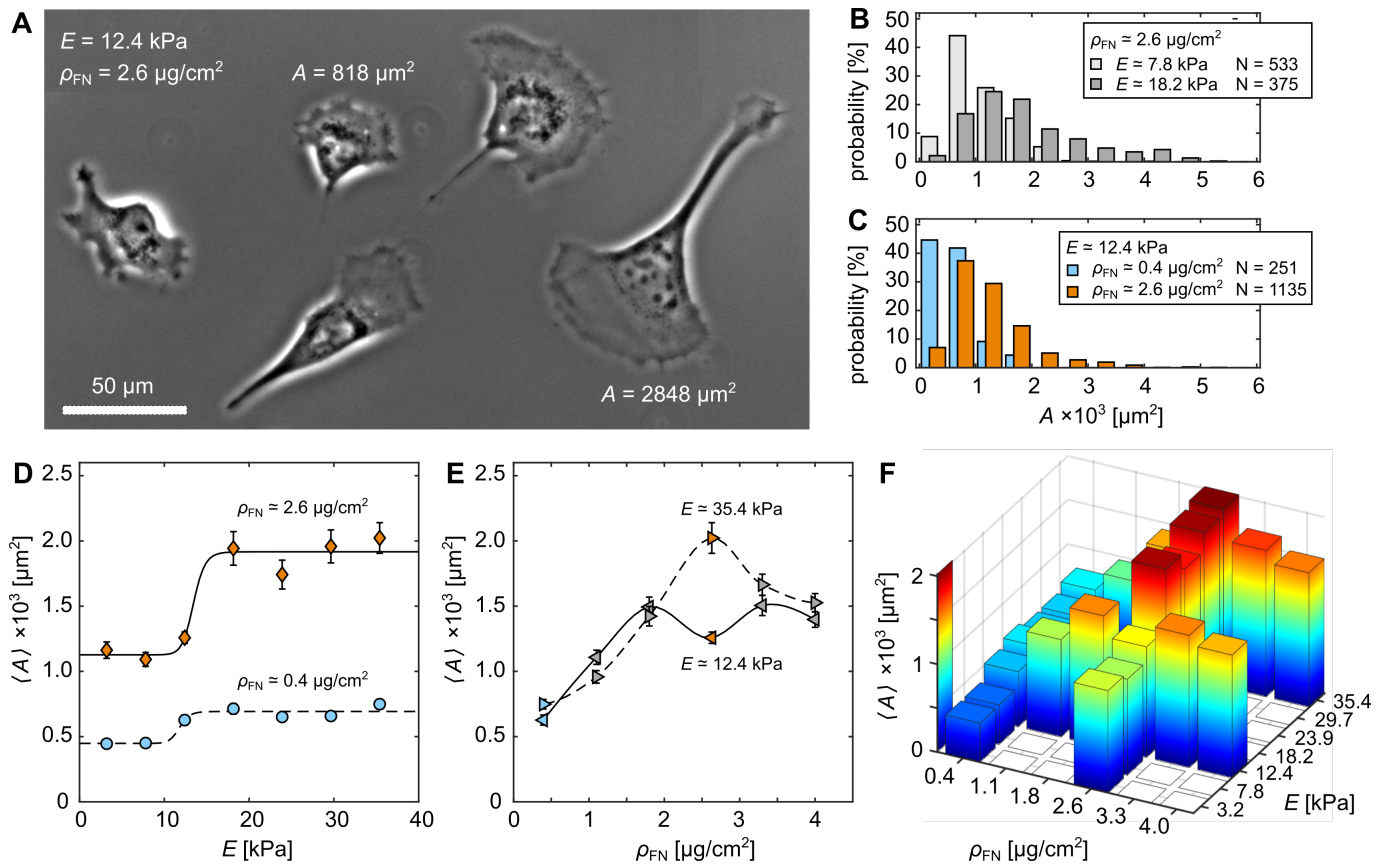 A
E = 12.4 kPa
ρFN = 2.6 µg/cm²
A = 818 µm²
A = 2848 µm²
50 µm
B
probability [%]
50
40
30
20
10
0
0 1 2 3 4 5 6
ρFN ≃ 2.6 µg/cm²
E ≃ 7.8 kPa N = 533
E ≃ 18.2 kPa N = 375
C
probability [%]
50
40
30
20
10
0
0 1 2 3 4 5 6
A ×10³ [µm²]
E ≃ 12.4 kPa
ρFN ≃ 0.4 µg/cm² N = 251
ρFN ≃ 2.6 µg/cm² N = 1135
D
⟨A⟩ ×10³ [µm²]
2.5
2.0
1.5
1.0
0.5
0
ρFN ≃ 2.6 µg/cm²
ρFN ≃ 0.4 µg/cm²
0 10 20 30 40
E [kPa]
E
⟨A⟩ ×10³ [µm²]
2.5
2.0
1.5
1.0
0.5
0
E ≃ 35.4 kPa
E ≃ 12.4 kPa
0 1 2 3 4
ρFN [µg/cm²]
F
⟨A⟩ ×10³ [µm²]
2
1
0
0.4
1.1
1.8
2.6
3.3
4.0
ρFN [µg/cm²]
35.4
29.7
23.9
18.2
12.4
7.8
3.2
E [kPa]